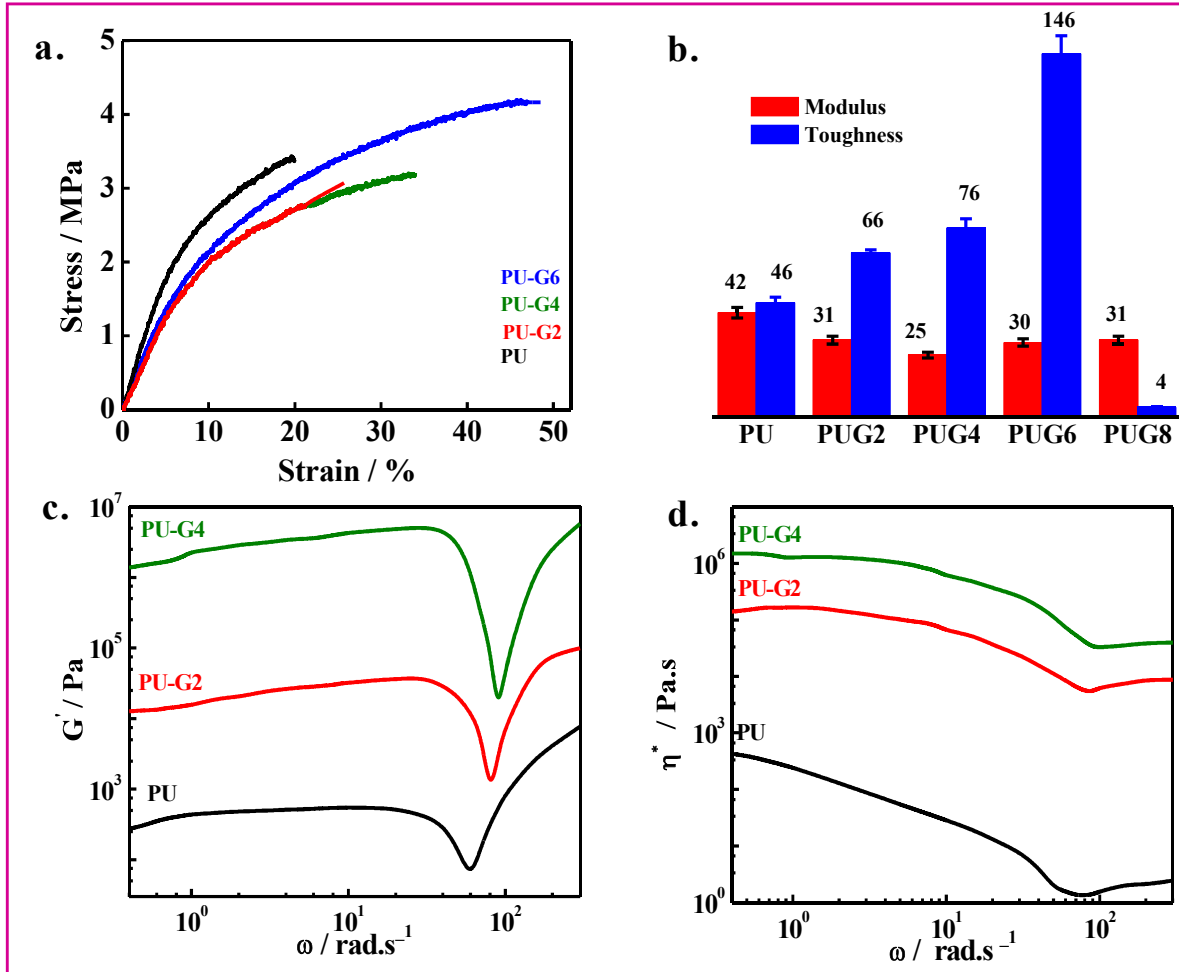 a.
Stress / MPa
5
4
3
2
1
0
PU-G6
PU-G4
PU-G2
PU
0 10 20 30 40 50
Strain / %
b.
Modulus
Toughness
42 46
31 66
25 76
30 146
31 4
PU PUG2 PUG4 PUG6 PUG8
c.
G' / Pa
10⁷
10⁵
10³
PU-G4
PU-G2
PU
10⁰ 10¹ 10²
ω / rad.s⁻¹
d.
η* / Pa.s
10⁶
10³
10⁰
PU-G4
PU-G2
PU
10⁰ 10¹ 10²
ω / rad.s⁻¹